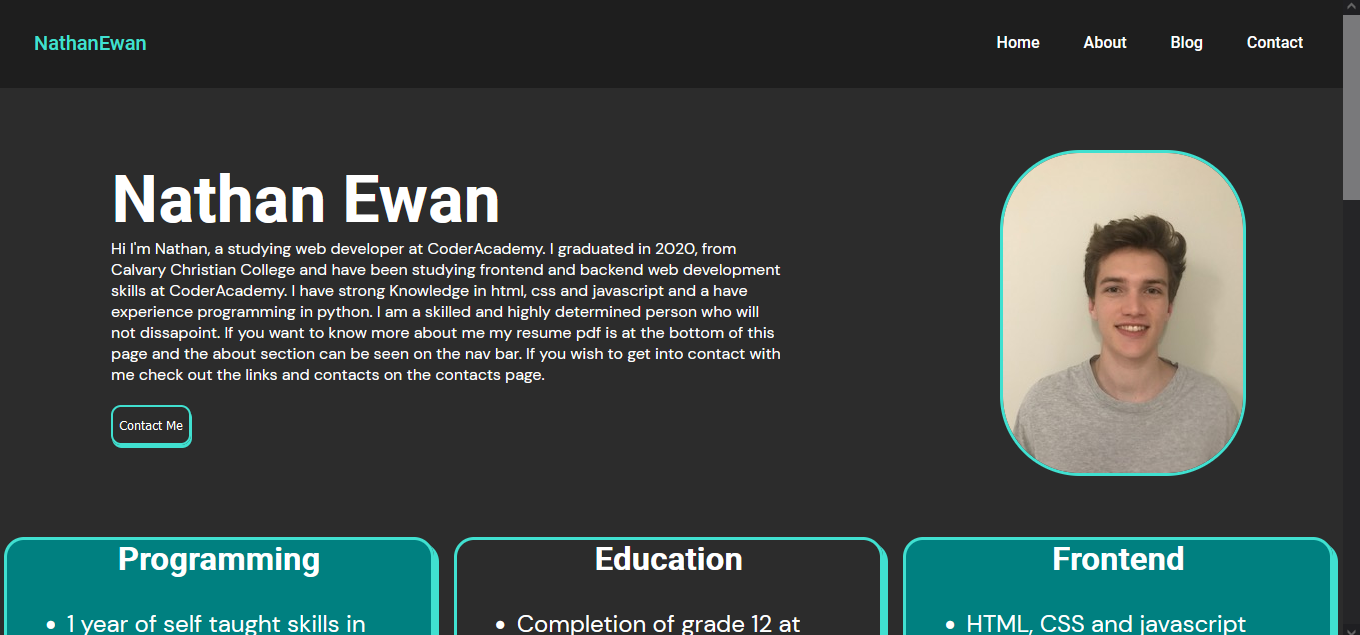 NathanEwan
Home About Blog Contact
Nathan Ewan
Hi I'm Nathan, a studying web developer at CoderAcademy. I graduated in 2020, from
Calvary Christian College and have been studying frontend and backend web development
skills at CoderAcademy. I have strong Knowledge in html, css and javascript and a have
experience programming in python. I am a skilled and highly determined person who will
not dissapoint. If you want to know more about me my resume pdf is at the bottom of this
page and the about section can be seen on the nav bar. If you wish to get into contact with
me check out the links and contacts on the contacts page.
Contact Me
Programming
1 year of self taught skills in
Education
Completion of grade 12 at
Frontend
HTML, CSS and javascript